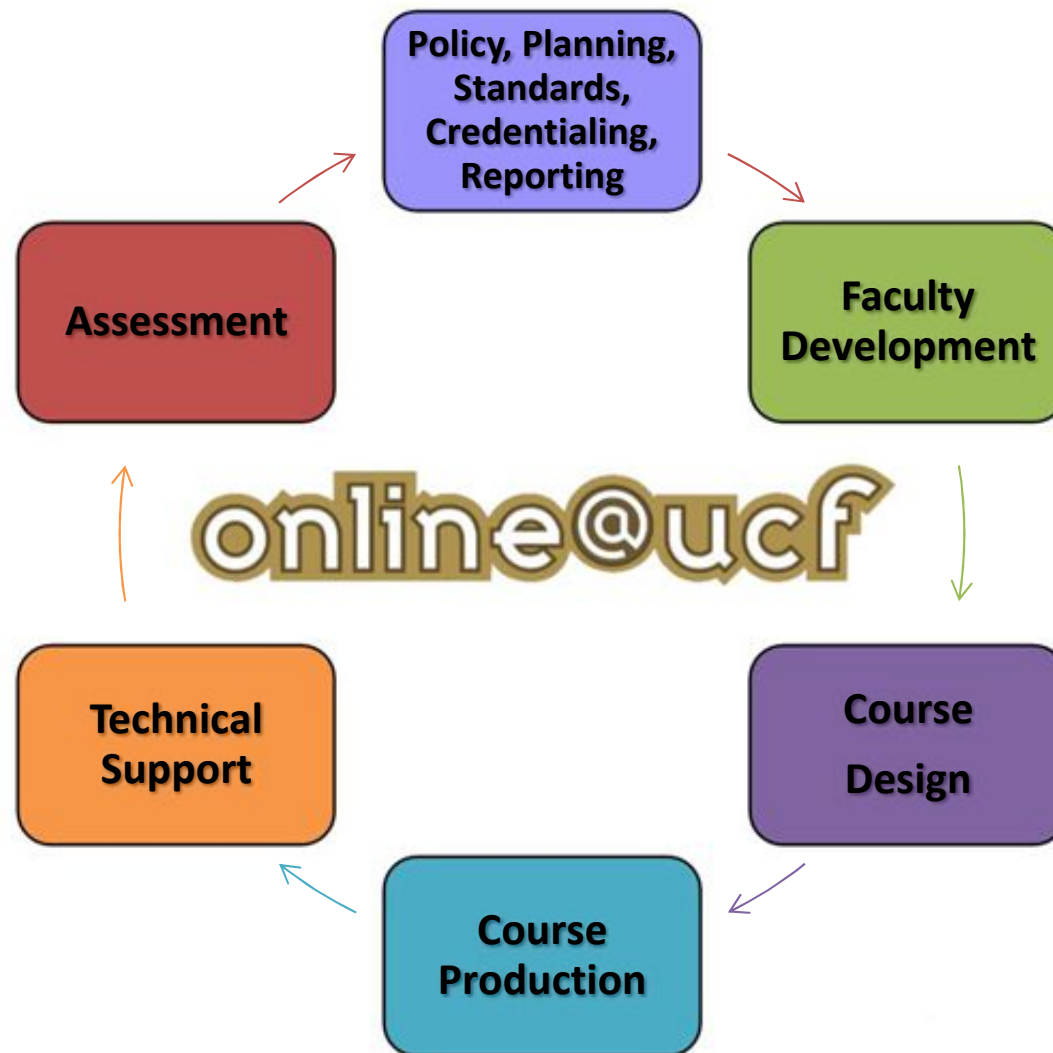 Policy, Planning,
Standards,
Credentialing,
Reporting
Faculty
Development
Course
Design
Course
Production
Technical
Support
Assessment
online@ucf